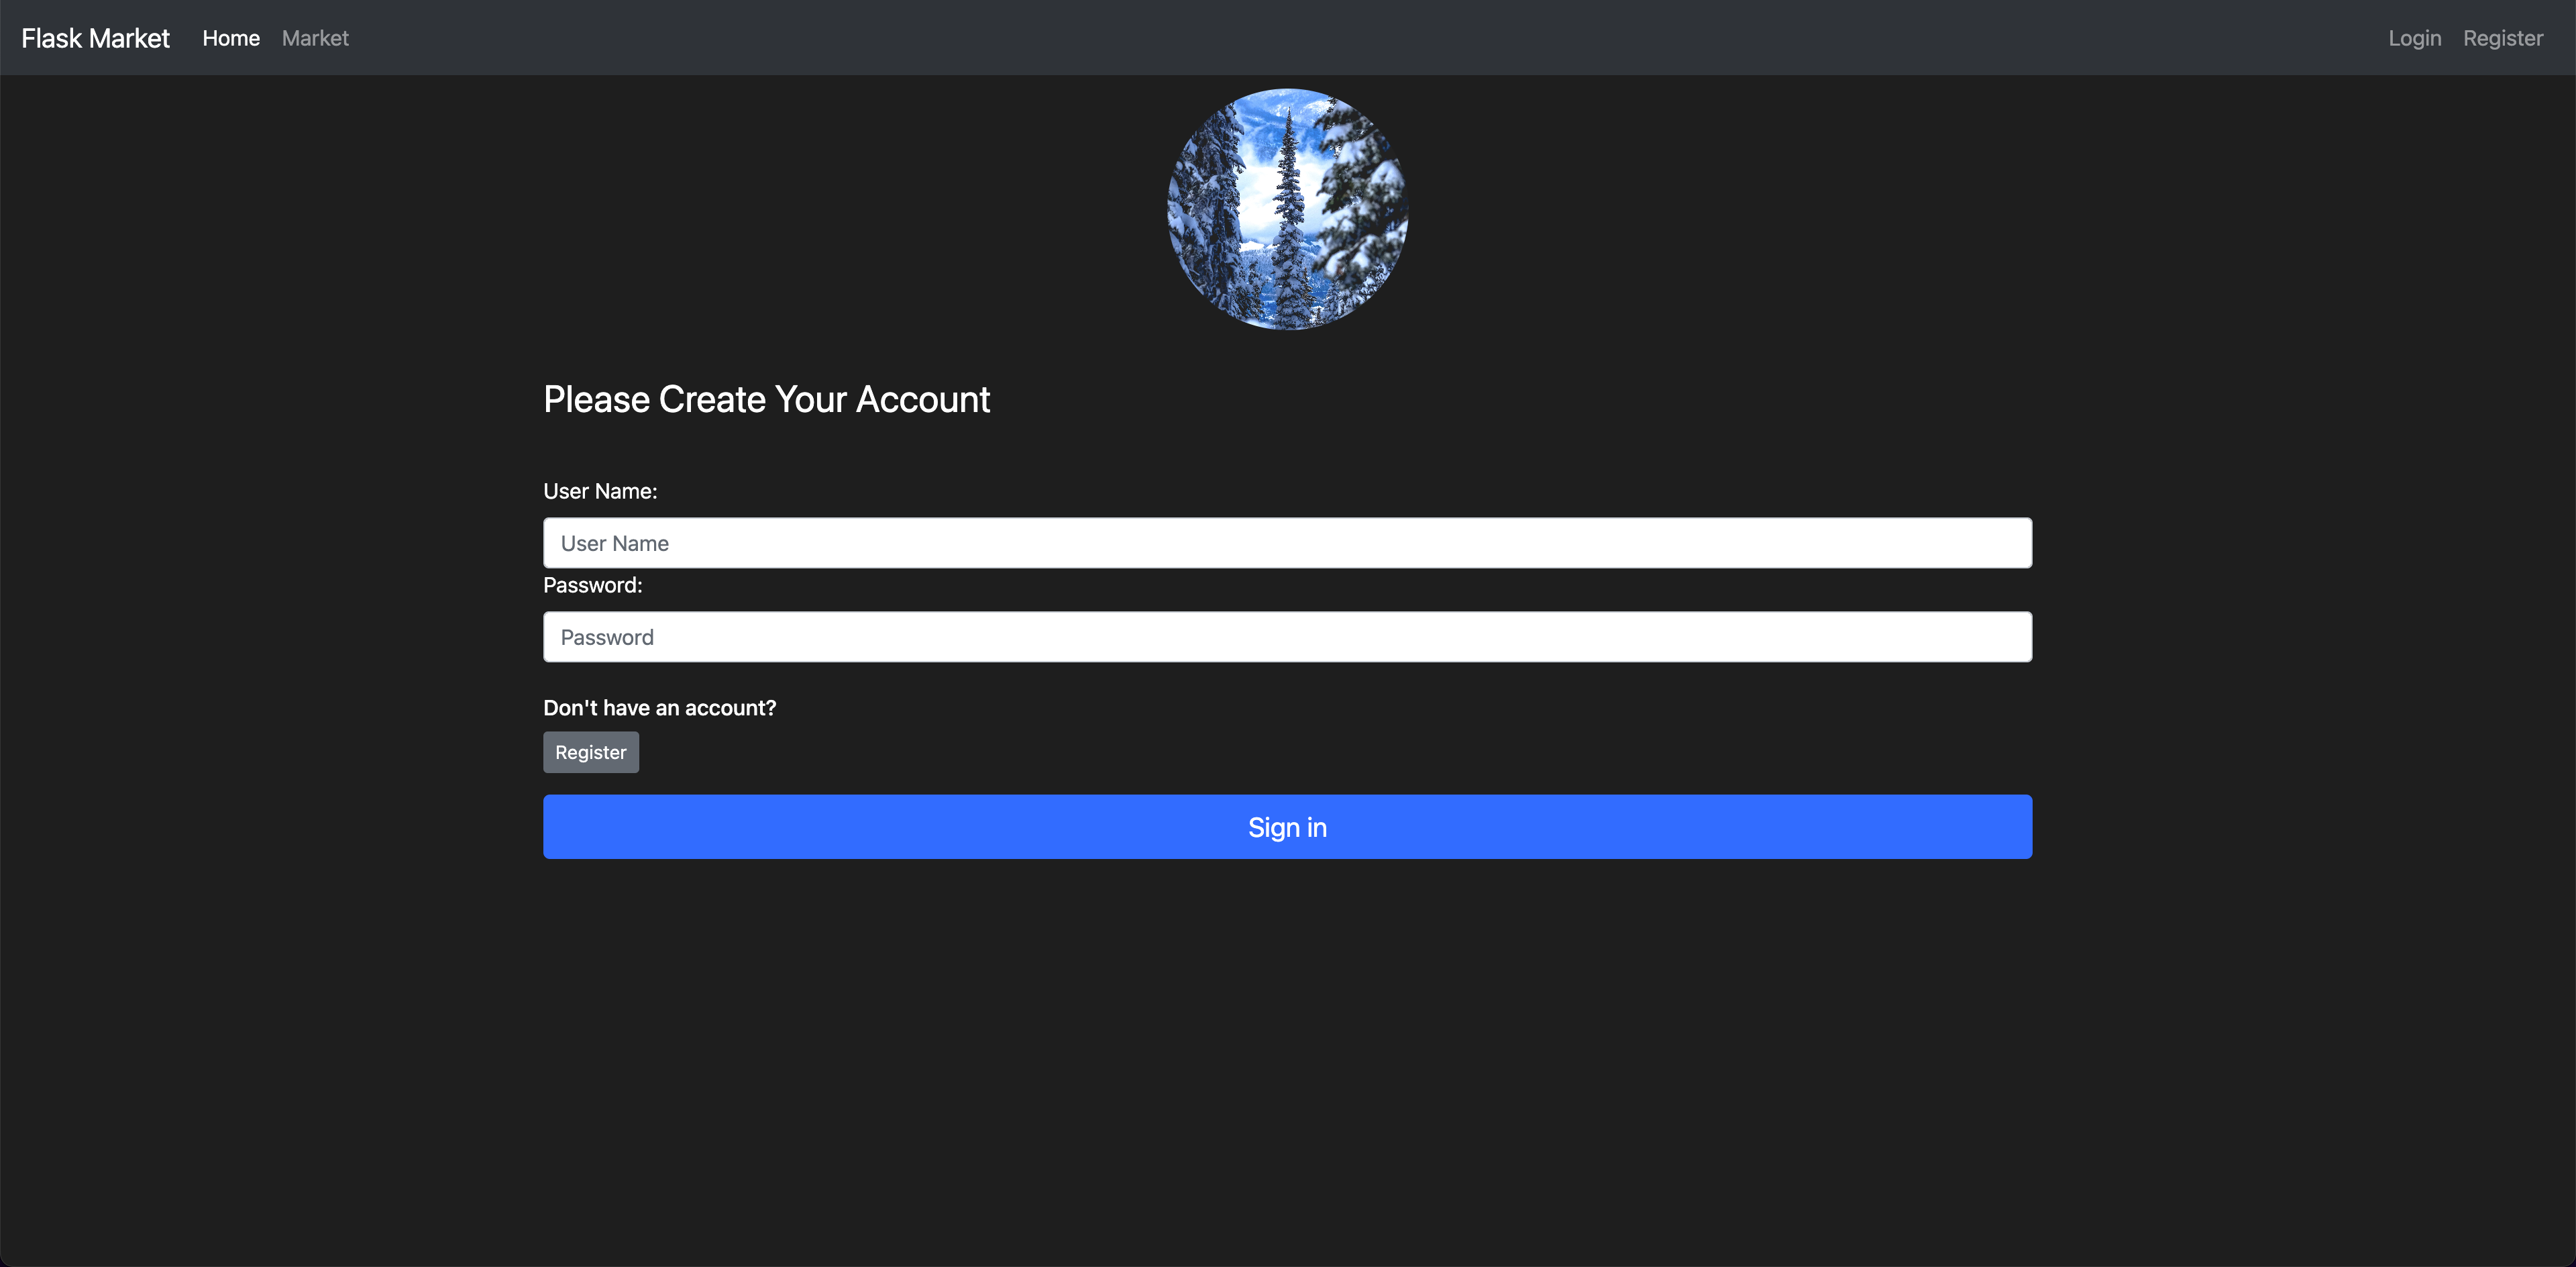 Flask Market Home Market Login Register
Please Create Your Account
User Name:
User Name
Password:
Password
Don't have an account?
Register
Sign in